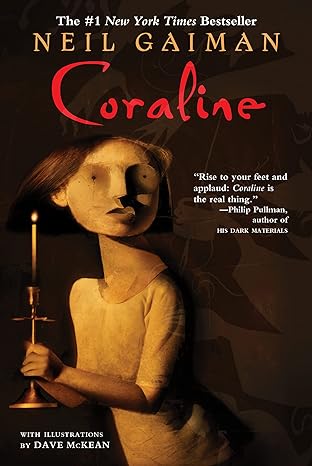 The #1 New York Times Bestseller
NEIL GAIMAN
Coraline
“Rise to your feet and
applaud: Coraline is
the real thing.”
—Philip Pullman,
author of
HIS DARK MATERIALS
WITH ILLUSTRATIONS
BY DAVE McKEAN